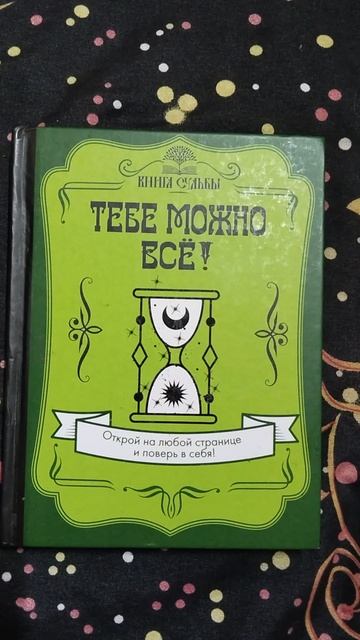 КНИГА СУДЬБЫ
ТЕБЕ МОЖНО
ВСЁ!
Открой на любой странице
и поверь в себя!